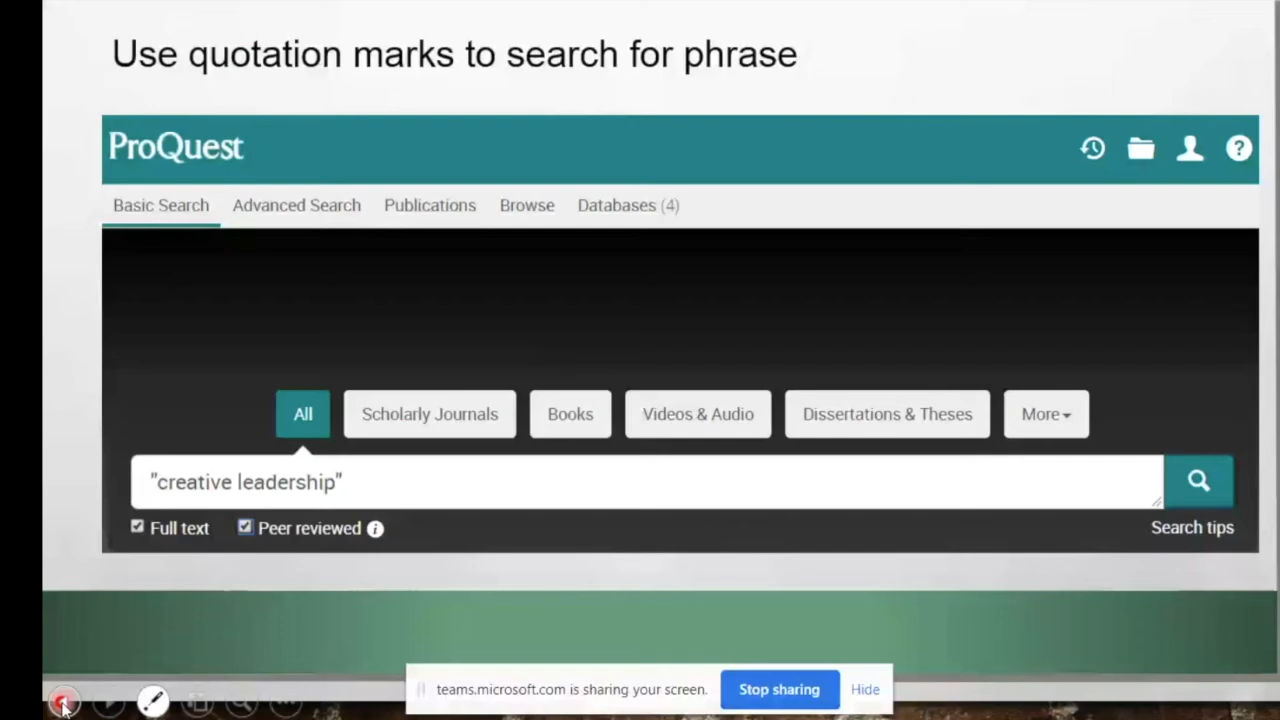 Use quotation marks to search for phrase
ProQuest
Basic Search Advanced Search Publications Browse Databases (4)
All Scholarly Journals Books Videos & Audio Dissertations & Theses More
"creative leadership"
Full text Peer reviewed
Search tips
teams.microsoft.com is sharing your screen. Stop sharing Hide